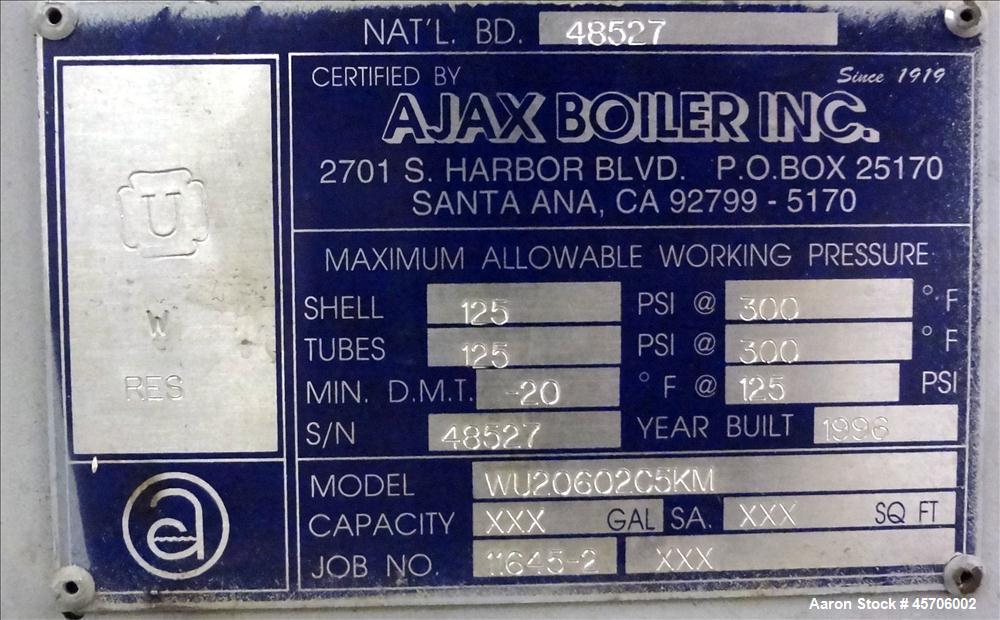 NAT'L. BD. 48527
CERTIFIED BY Since 1919
AJAX BOILER INC.
2701 S. HARBOR BLVD. P.O.BOX 25170
SANTA ANA, CA 92799 - 5170
U
W
RES
MAXIMUM ALLOWABLE WORKING PRESSURE
SHELL 125 PSI @ 300 °F
TUBES 125 PSI @ 300 °F
MIN. D.M.T. -20 °F @ 125 PSI
S/N 48527 YEAR BUILT 1996
a
MODEL WU20602C5KM
CAPACITY XXX GAL SA. XXX SQ FT
JOB NO. 11645-2 XXX
Aaron Stock # 45706002